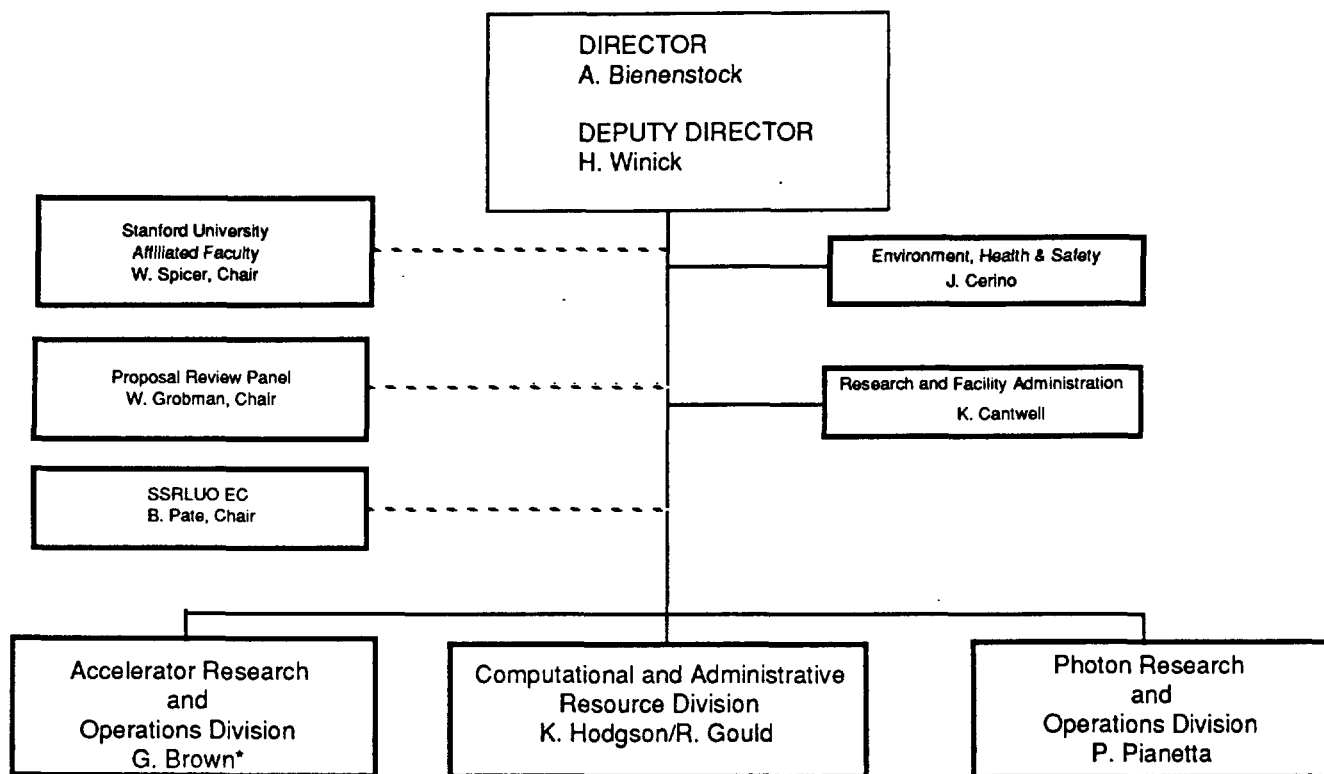 DIRECTOR
A. Bienenstock
DEPUTY DIRECTOR
H. Winick
Stanford University
Affiliated Faculty
W. Spicer, Chair
Environment, Health & Safety
J. Cerino
Proposal Review Panel
W. Grobman, Chair
Research and Facility Administration
K. Cantwell
SSRLUO EC
B. Pate, Chair
Accelerator Research
and
Operations Division
G. Brown*
Computational and Administrative
Resource Division
K. Hodgson/R. Gould
Photon Research
and
Operations Division
P. Pianetta